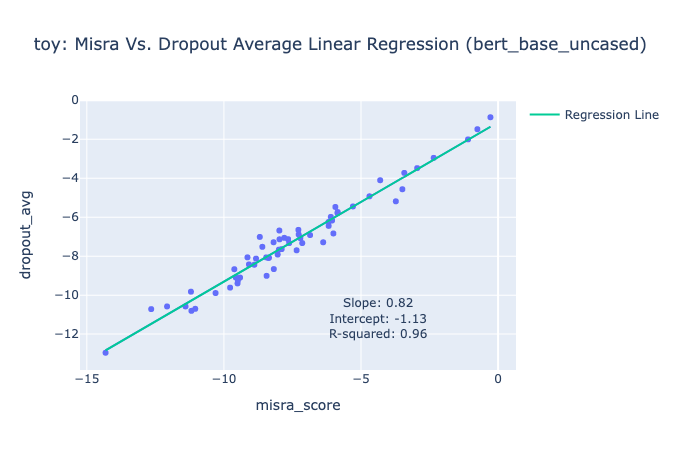 toy: Misra Vs. Dropout Average Linear Regression (bert_base_uncased)
Regression Line
dropout_avg
0
−2
−4
−6
−8
−10
−12
Slope: 0.82
Intercept: -1.13
R-squared: 0.96
−15
−10
−5
0
misra_score